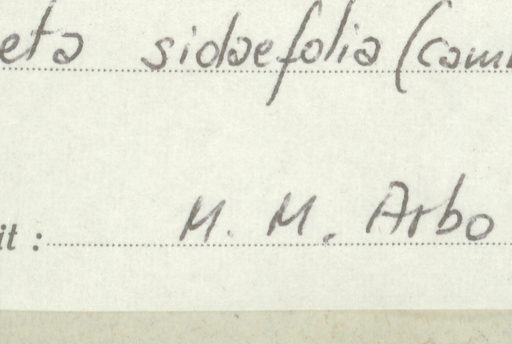 eta sidaefolia (cam
it : M. M. Arbo